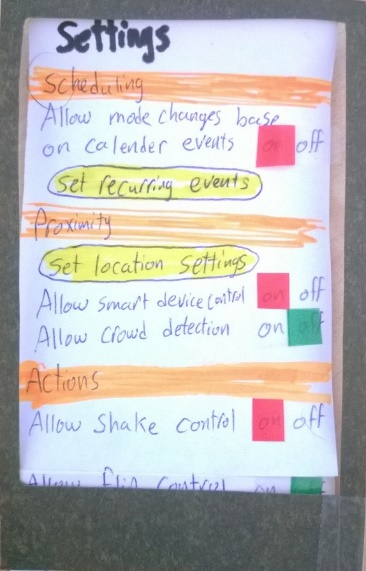 Settings
Scheduling
Allow mode changes base
on calender events on off
Set recurring events
Proximity
Set location settings
Allow smart device control on off
Allow crowd detection on off
Actions
Allow Shake control on off
Allow flip control on